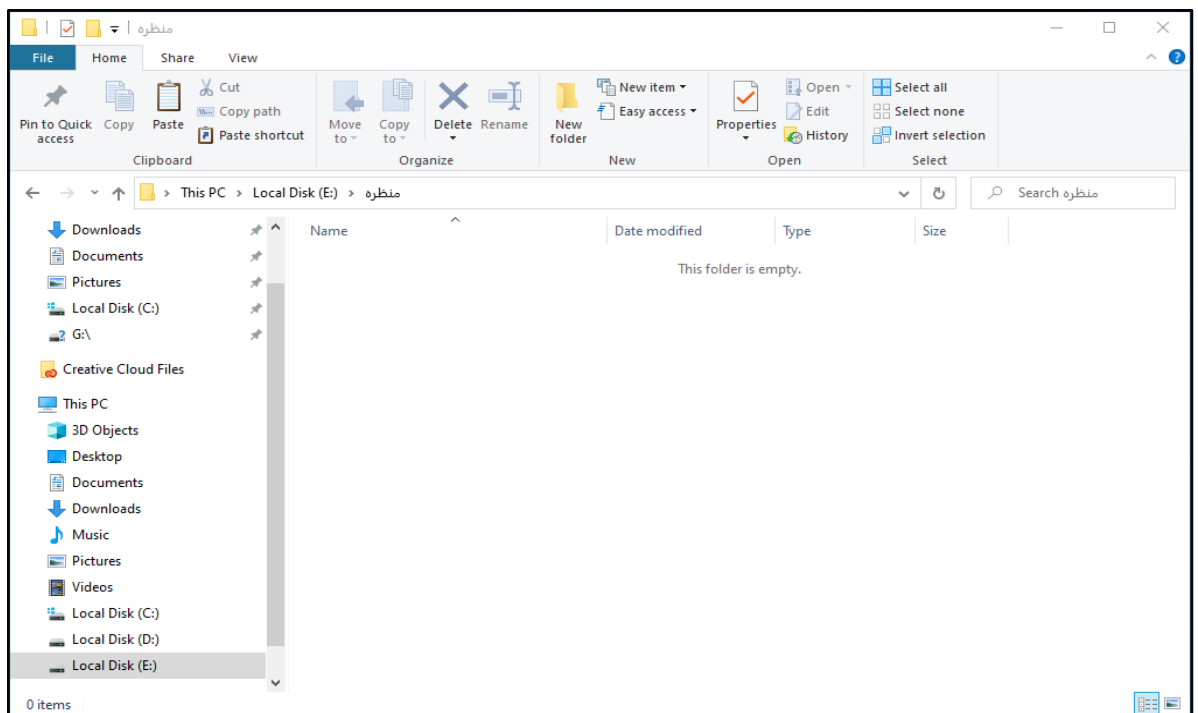 منظره
File Home Share View
Pin to Quick access
Copy
Paste
Cut
Copy path
Paste shortcut
Clipboard
Move to
Copy to
Delete
Rename
Organize
New folder
New item
Easy access
New
Properties
Open
Edit
History
Open
Select all
Select none
Invert selection
Select
This PC Local Disk (E:) منظره
Search منظره
Name Date modified Type Size
This folder is empty.
Downloads
Documents
Pictures
Local Disk (C:)
G:\
Creative Cloud Files
This PC
3D Objects
Desktop
Documents
Downloads
Music
Pictures
Videos
Local Disk (C:)
Local Disk (D:)
Local Disk (E:)
0 items